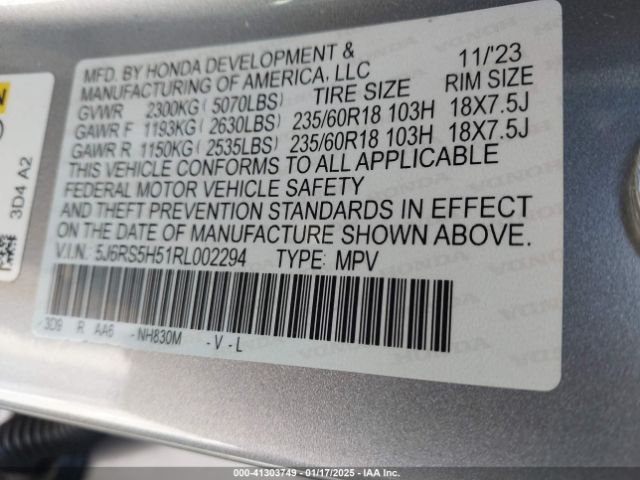 MFD. BY HONDA DEVELOPMENT & 11/'23
MANUFACTURING OF AMERICA, LLC
GVWR 2300KG (5070LBS) TIRE SIZE RIM SIZE
GAWR F 1193KG (2630LBS) 235/60R18 103H 18X7.5J
GAWR R 1150KG (2535LBS) 235/60R18 103H 18X7.5J
THIS VEHICLE CONFORMS TO ALL APPLICABLE
FEDERAL MOTOR VEHICLE SAFETY
AND THEFT PREVENTION STANDARDS IN EFFECT
ON THE DATE OF MANUFACTURE SHOWN ABOVE.
V.I.N.: 5J6RS5H51RL002294 TYPE: MPV
3D9 R AA6 -NH830M -V-L
3D4 A2
000-41303749 - 01/17/2025 - IAA Inc.